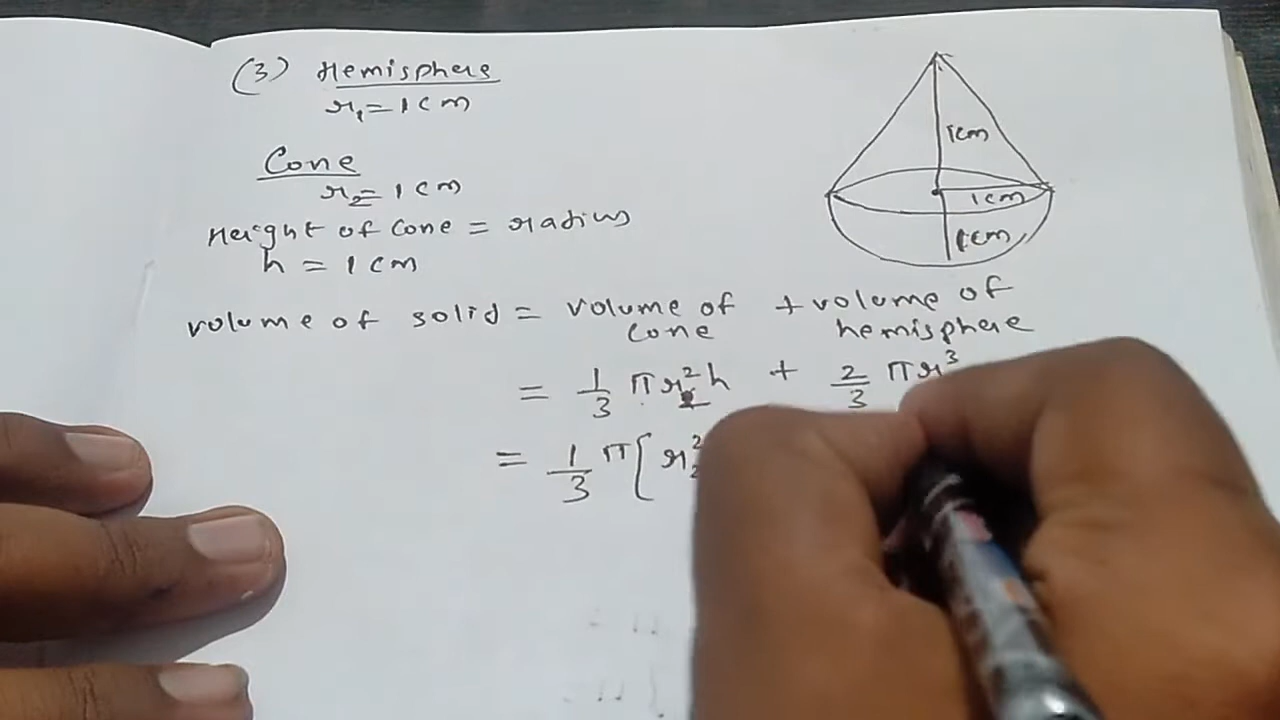 (3) Hemisphere
r₁ = 1 cm
Cone
r₂ = 1 cm
Height of cone = radius
h = 1 cm
1cm
1cm
1cm
volume of solid = volume of cone + volume of hemisphere
= 1/3 πr₂²h + 2/3 πr³
= 1/3 π[r₂²